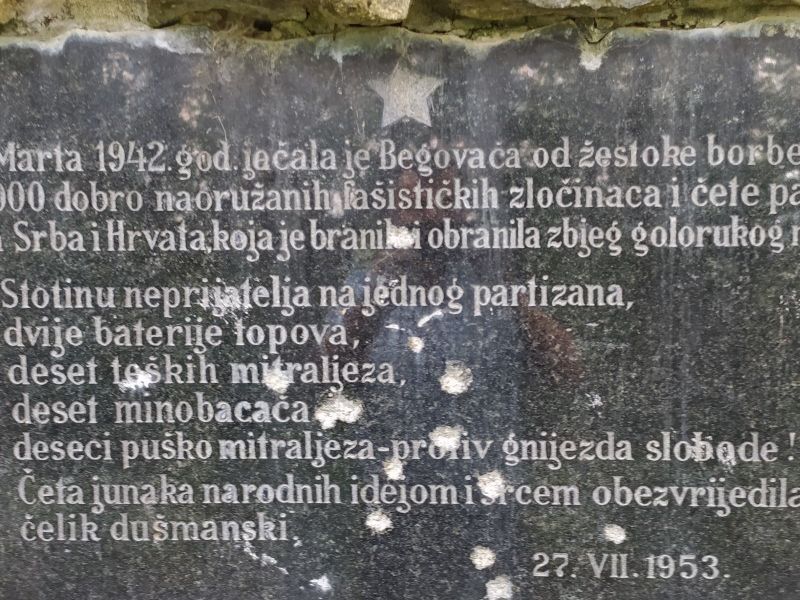 Marta 1942. god. ječala je Begovača od žestoke borbe
000 dobro naoružanih fašističkih zločinaca i čete pa
Srba i Hrvata, koja je branila i obranila zbjeg golorukog
Stotinu neprijatelja na jednog partizana,
dvije baterije topova,
deset teških mitraljeza,
deset minobacača
deseci puško mitraljeza-protiv gnijezda slobode!
Četa junaka narodnih idejom i srcem obezvrijedila
čelik dušmanski.
27. VII. 1953.